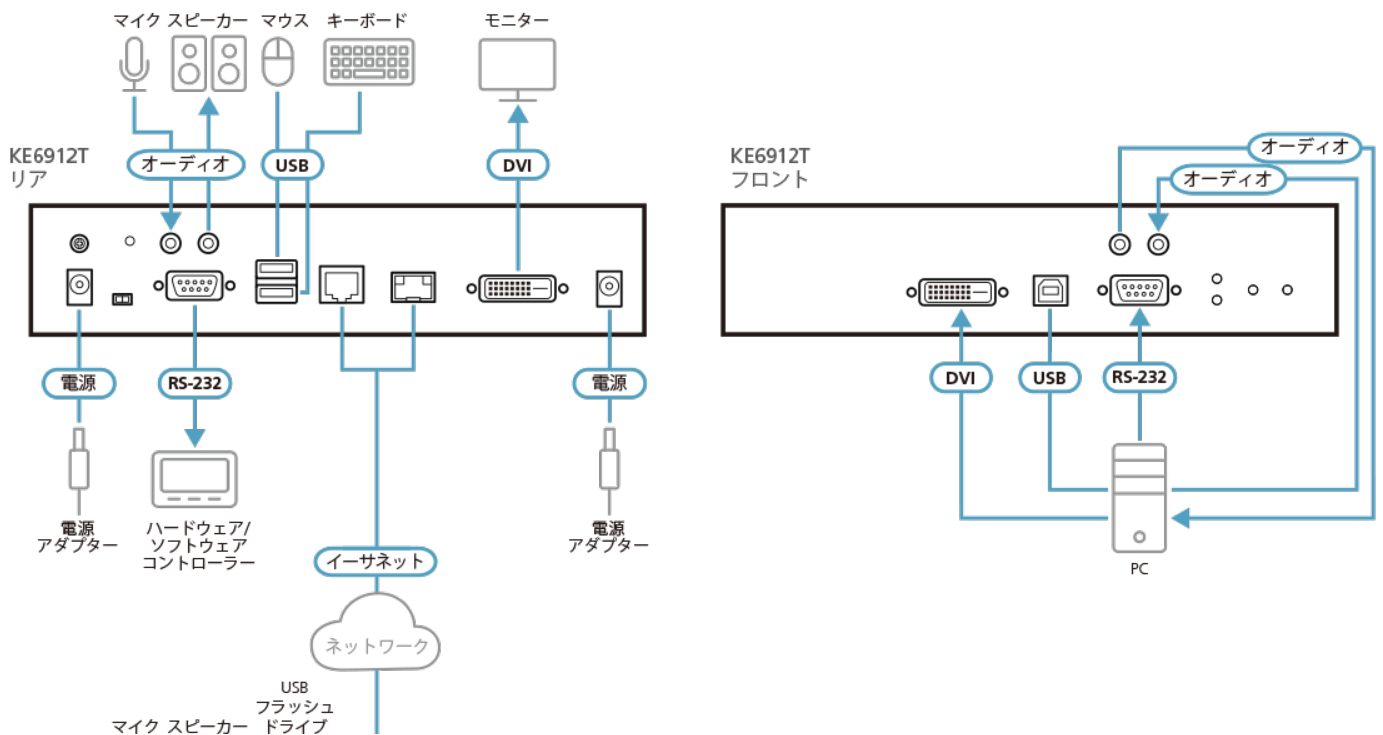 マイク スピーカー マウス キーボード モニター
KE6912T
リア
オーディオ
USB
DVI
電源
RS-232
電源
電源
アダプター
ハードウェア/
ソフトウェア
コントローラー
電源
アダプター
イーサネット
ネットワーク
USB
フラッシュ
マイク スピーカー ドライブ
KE6912T
フロント
オーディオ
オーディオ
DVI
USB
RS-232
PC